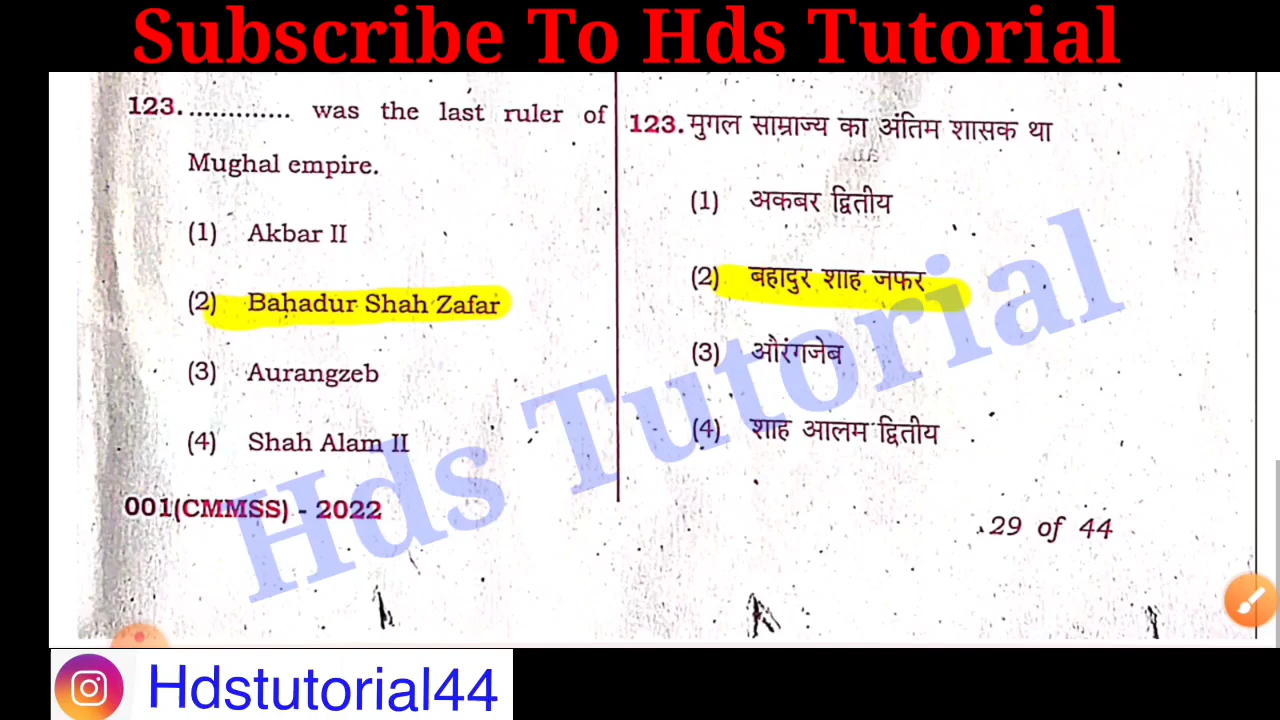 Subscribe To Hds Tutorial
123. ............. was the last ruler of
Mughal empire.
(1) Akbar II
(2) Bahadur Shah Zafar
(3) Aurangzeb
(4) Shah Alam II
001(CMMSS) - 2022
123. मुगल साम्राज्य का अंतिम शासक था
(1) अकबर द्वितीय
(2) बहादुर शाह जफर
(3) औरंगजेब
(4) शाह आलम द्वितीय
29 of 44
Hds Tutorial
Hdstutorial44